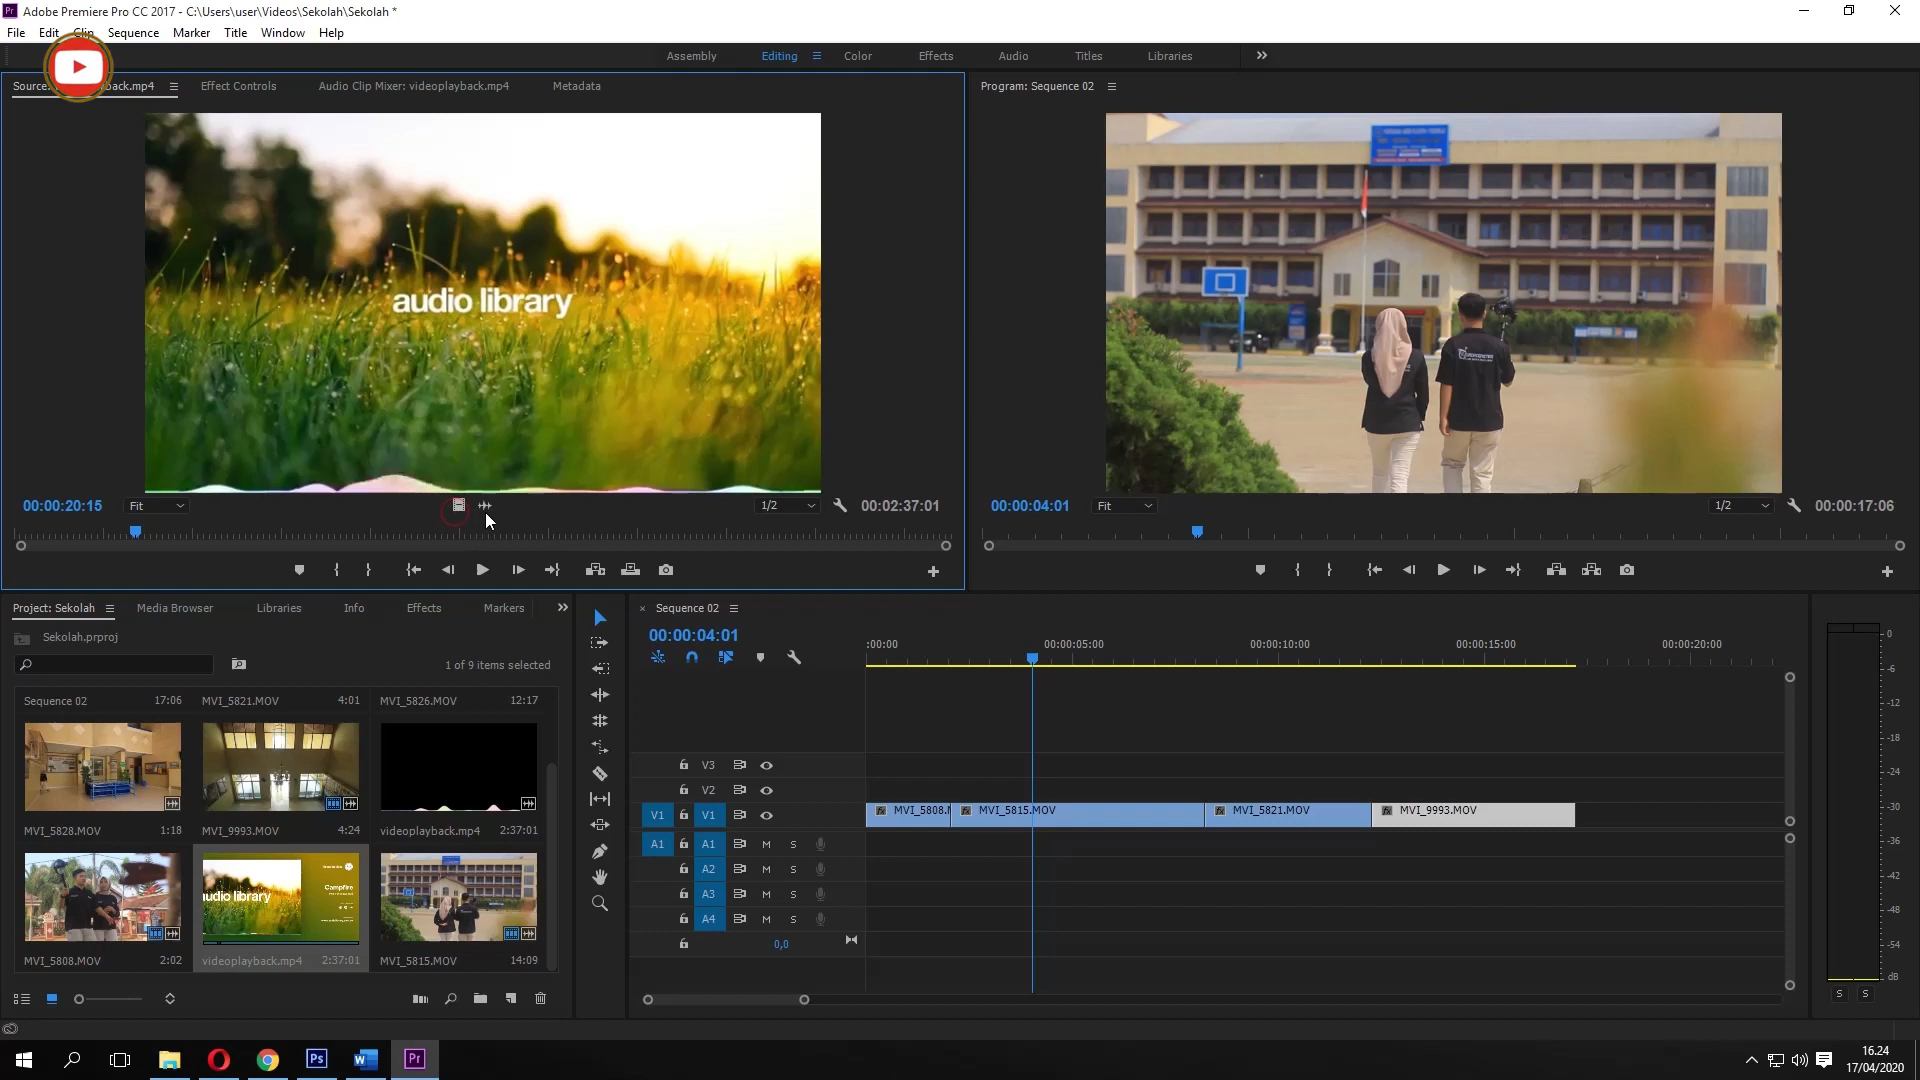 Adobe Premiere Pro CC 2017 - C:\Users\user\Videos\Sekolah\Sekolah *
File Edit Clip Sequence Marker Title Window Help
Assembly Editing Color Effects Audio Titles Libraries
Source: back.mp4 Effect Controls Audio Clip Mixer: videoplayback.mp4 Metadata
Program: Sequence 02
audio library
00:00:20:15 Fit 1/2 00:02:37:01
00:00:04:01 Fit 1/2 00:00:17:06
Project: Sekolah Media Browser Libraries Info Effects Markers
Sekolah.prproj
1 of 9 items selected
Sequence 02 17:06 MVI_5821.MOV 4:01 MVI_5826.MOV 12:17
MVI_5828.MOV 1:18 MVI_9993.MOV 4:24 videoplayback.mp4 2:37:01
udio library
Campfire
MVI_5808.MOV 2:02 videoplayback.mp4 2:37:01 MVI_5815.MOV 14:09
× Sequence 02
00:00:04:01
:00:00 00:00:05:00 00:00:10:00 00:00:15:00 00:00:20:00
V3
V2
V1 V1 MVI_5808.M MVI_5815.MOV MVI_5821.MOV MVI_9993.MOV
A1 A1 M S
A2 M S
A3 M S
A4 M S
0,0
0
-6
-12
-18
-24
-30
-36
-42
-48
-54
dB
S S
Ps Pr
16.24
17/04/2020